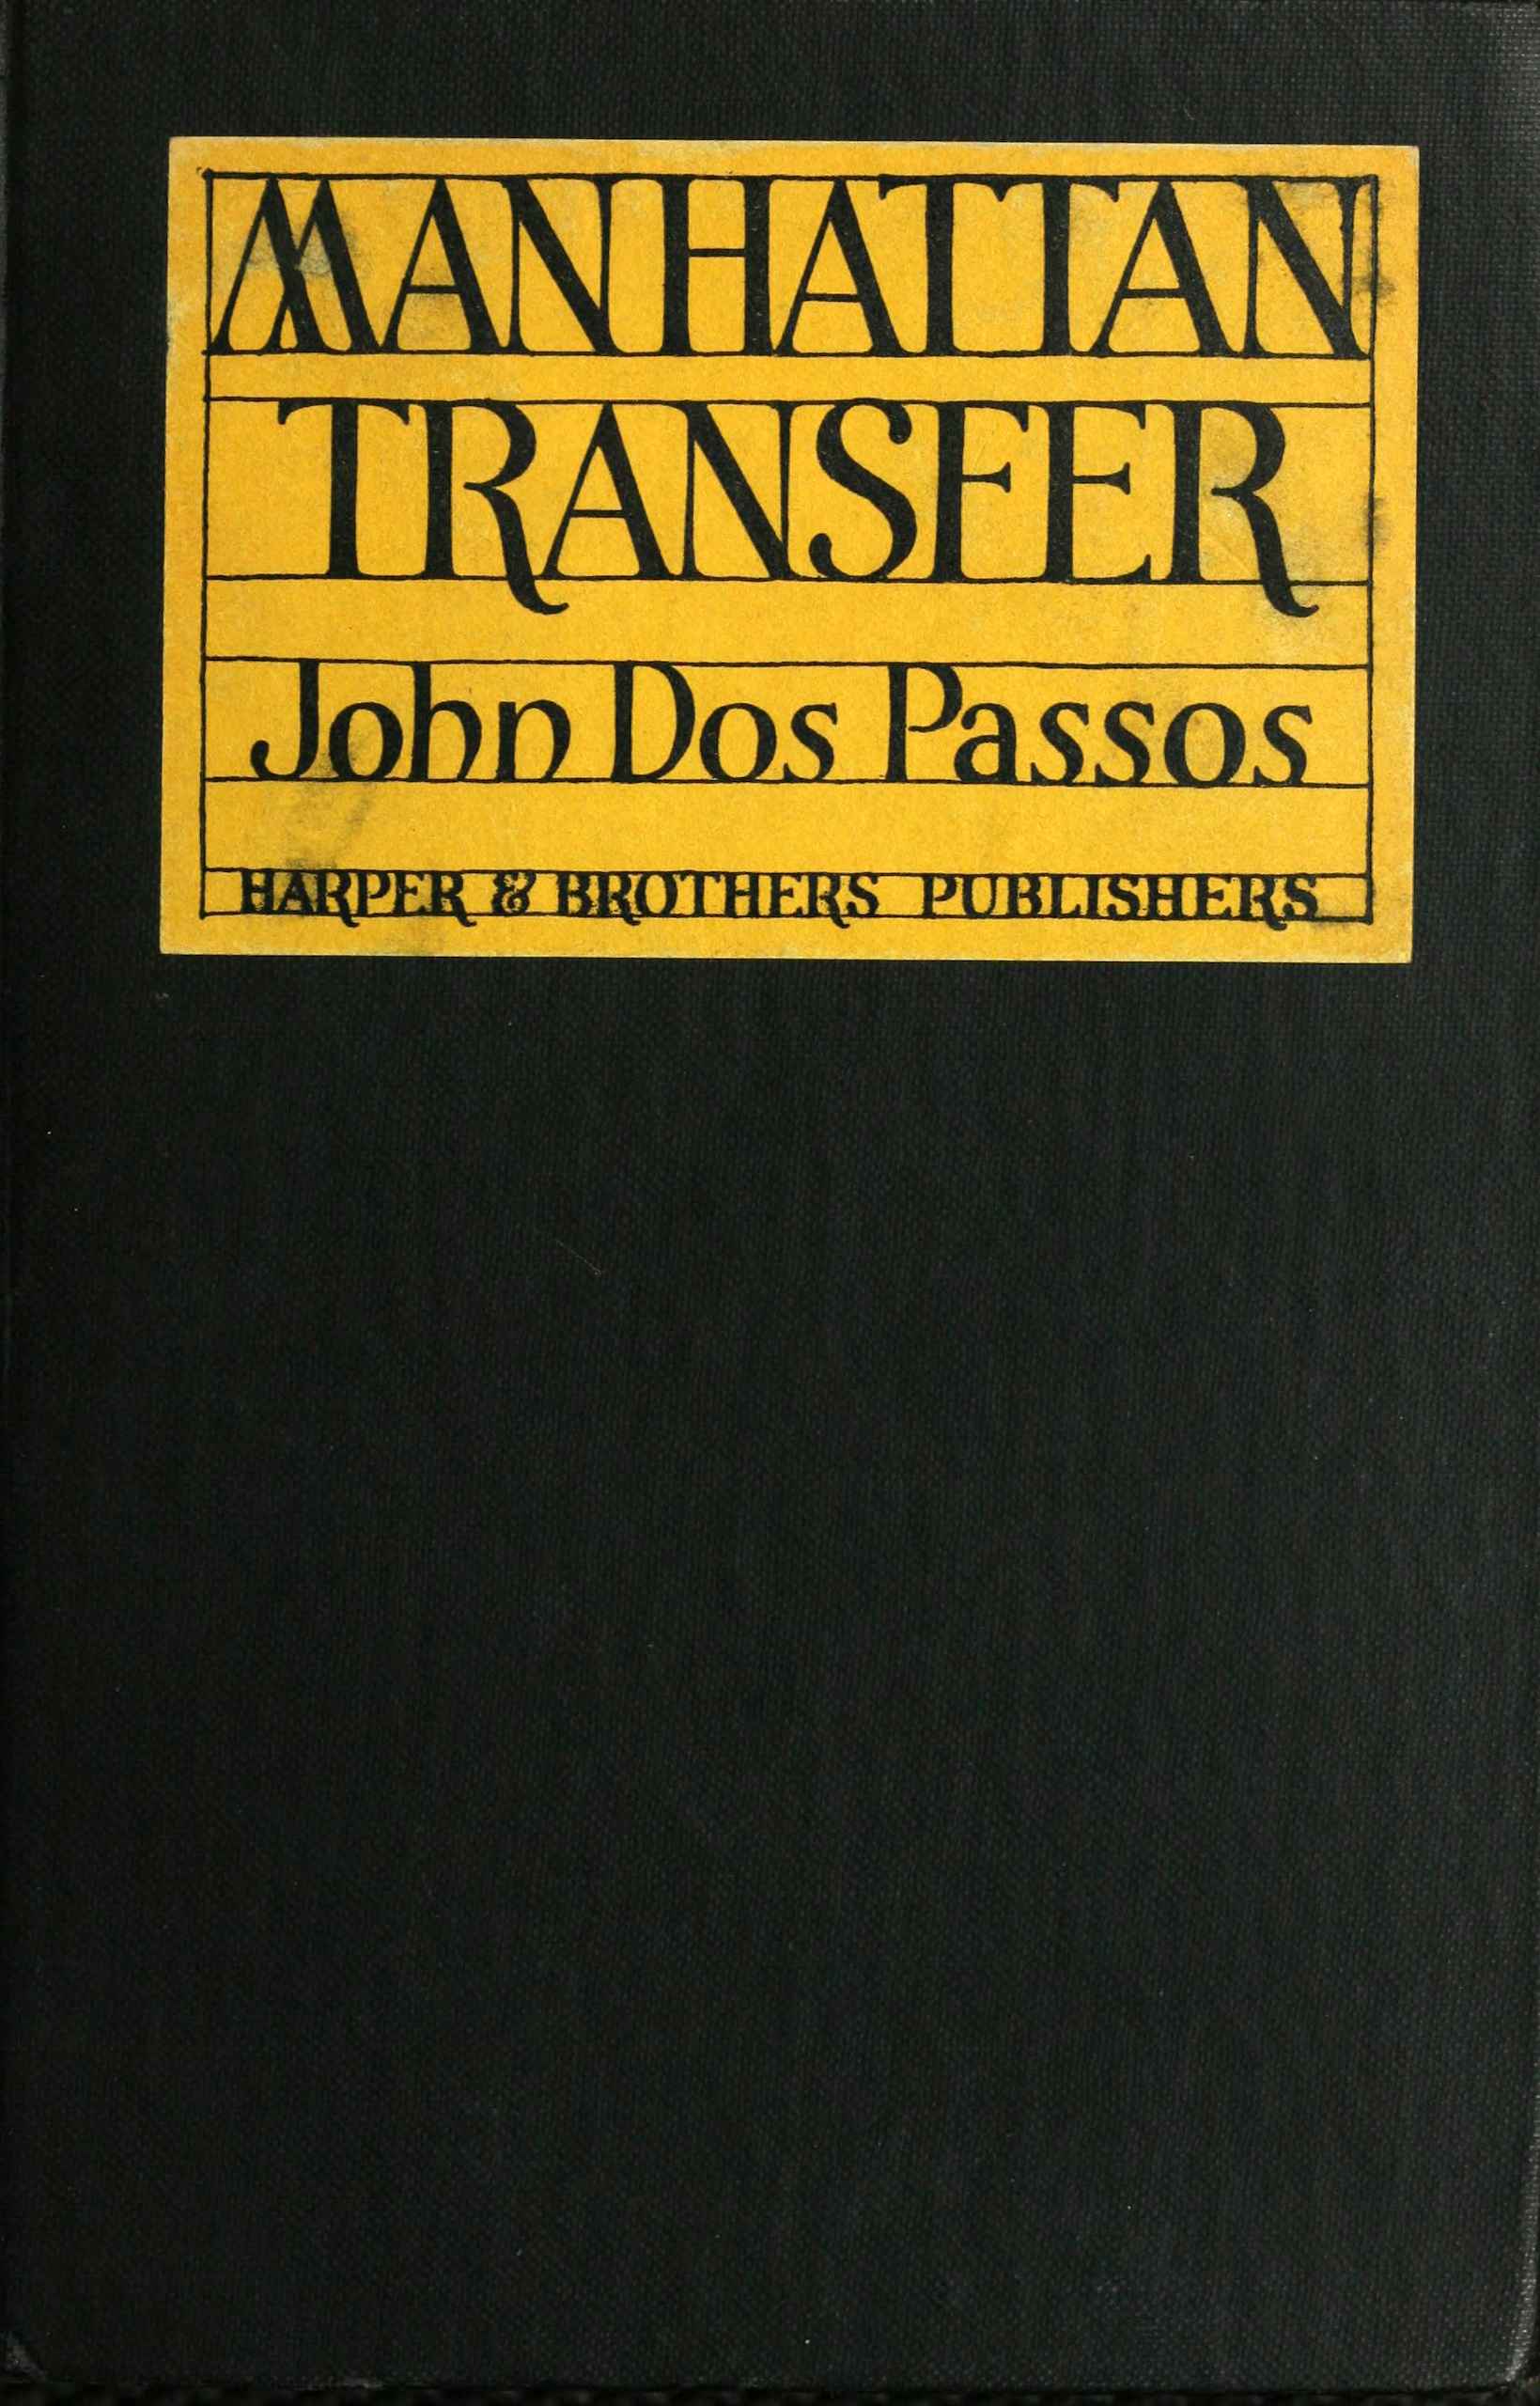 MANHATTAN
TRANSFER
John Dos Passos
HARPER & BROTHERS PUBLISHERS